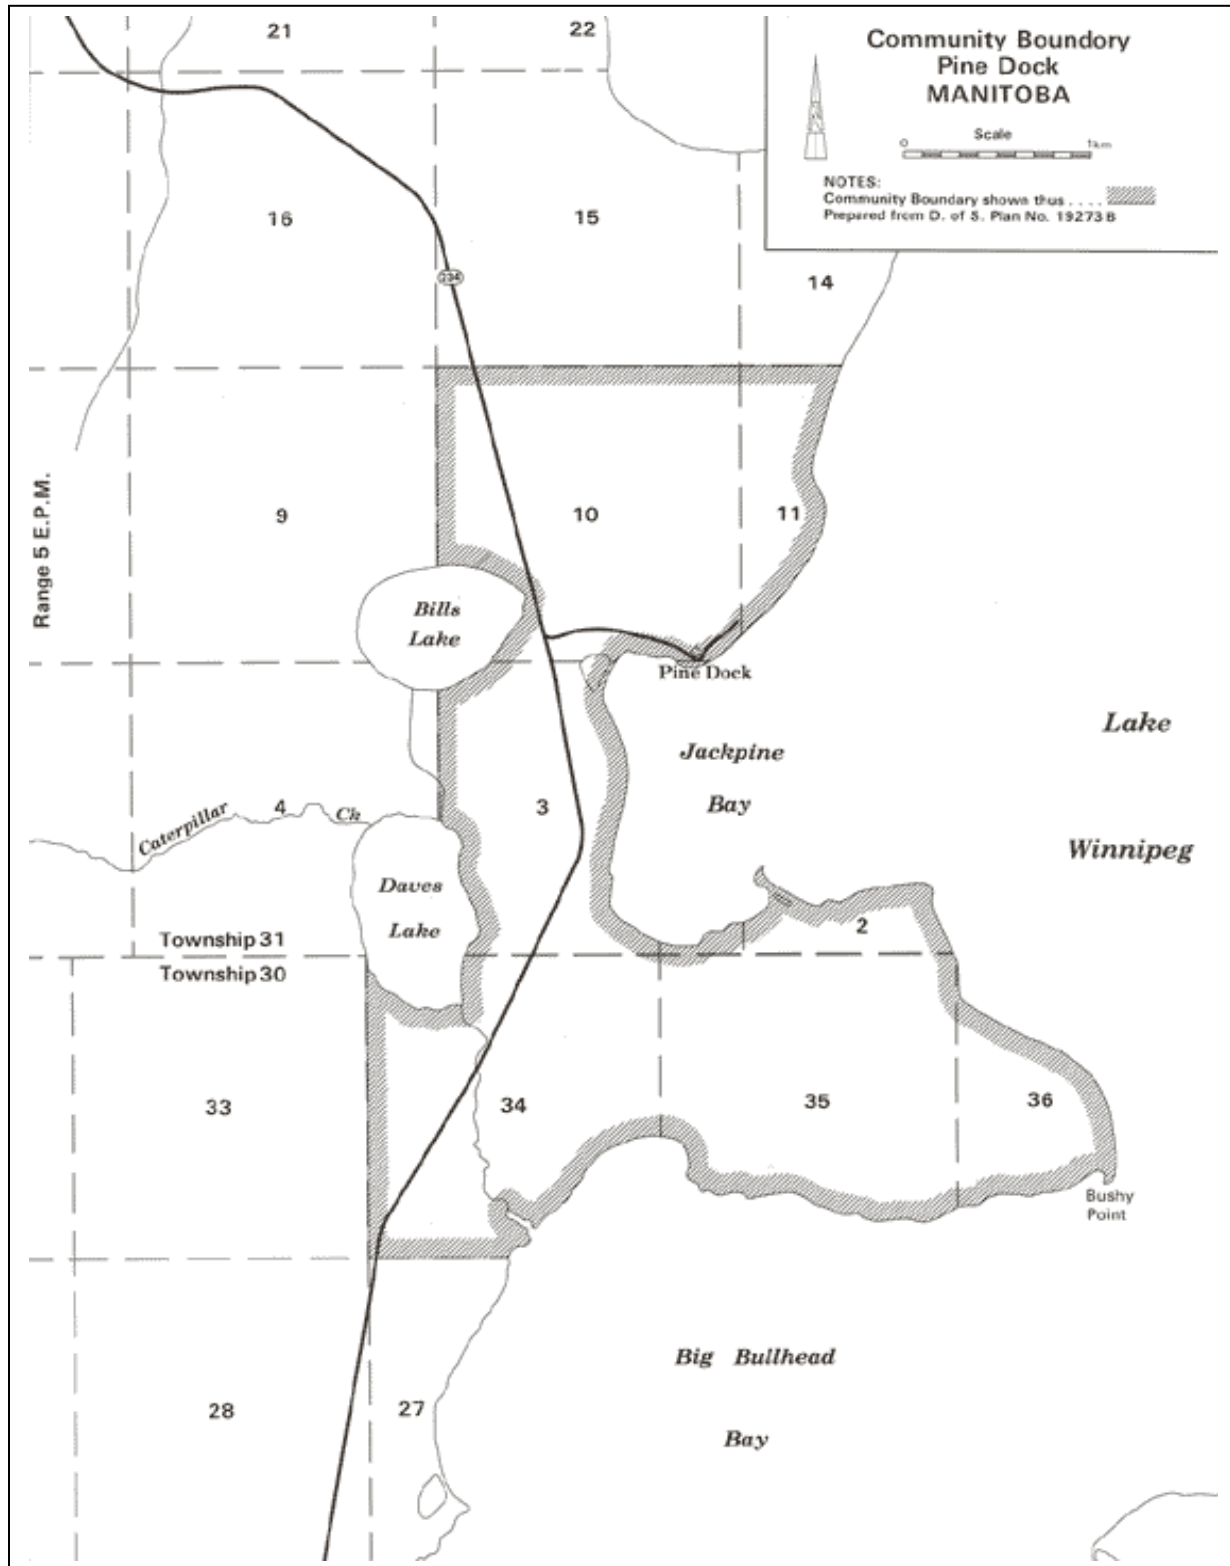 21
22
Community Boundory
Pine Dock
MANITOBA
Scale
0 1km
NOTES:
Community Boundary shown thus . . . .
Prepared from D. of S. Plan No. 19273 B
16
15
14
234
Range 5 E.P.M.
9
10
11
Bills
Lake
Pine Dock
Lake
Winnipeg
Jackpine
Bay
Caterpillar
4
Ck
3
Daves
Lake
2
Township 31
Township 30
33
34
35
36
Bushy
Point
28
27
Big Bullhead
Bay